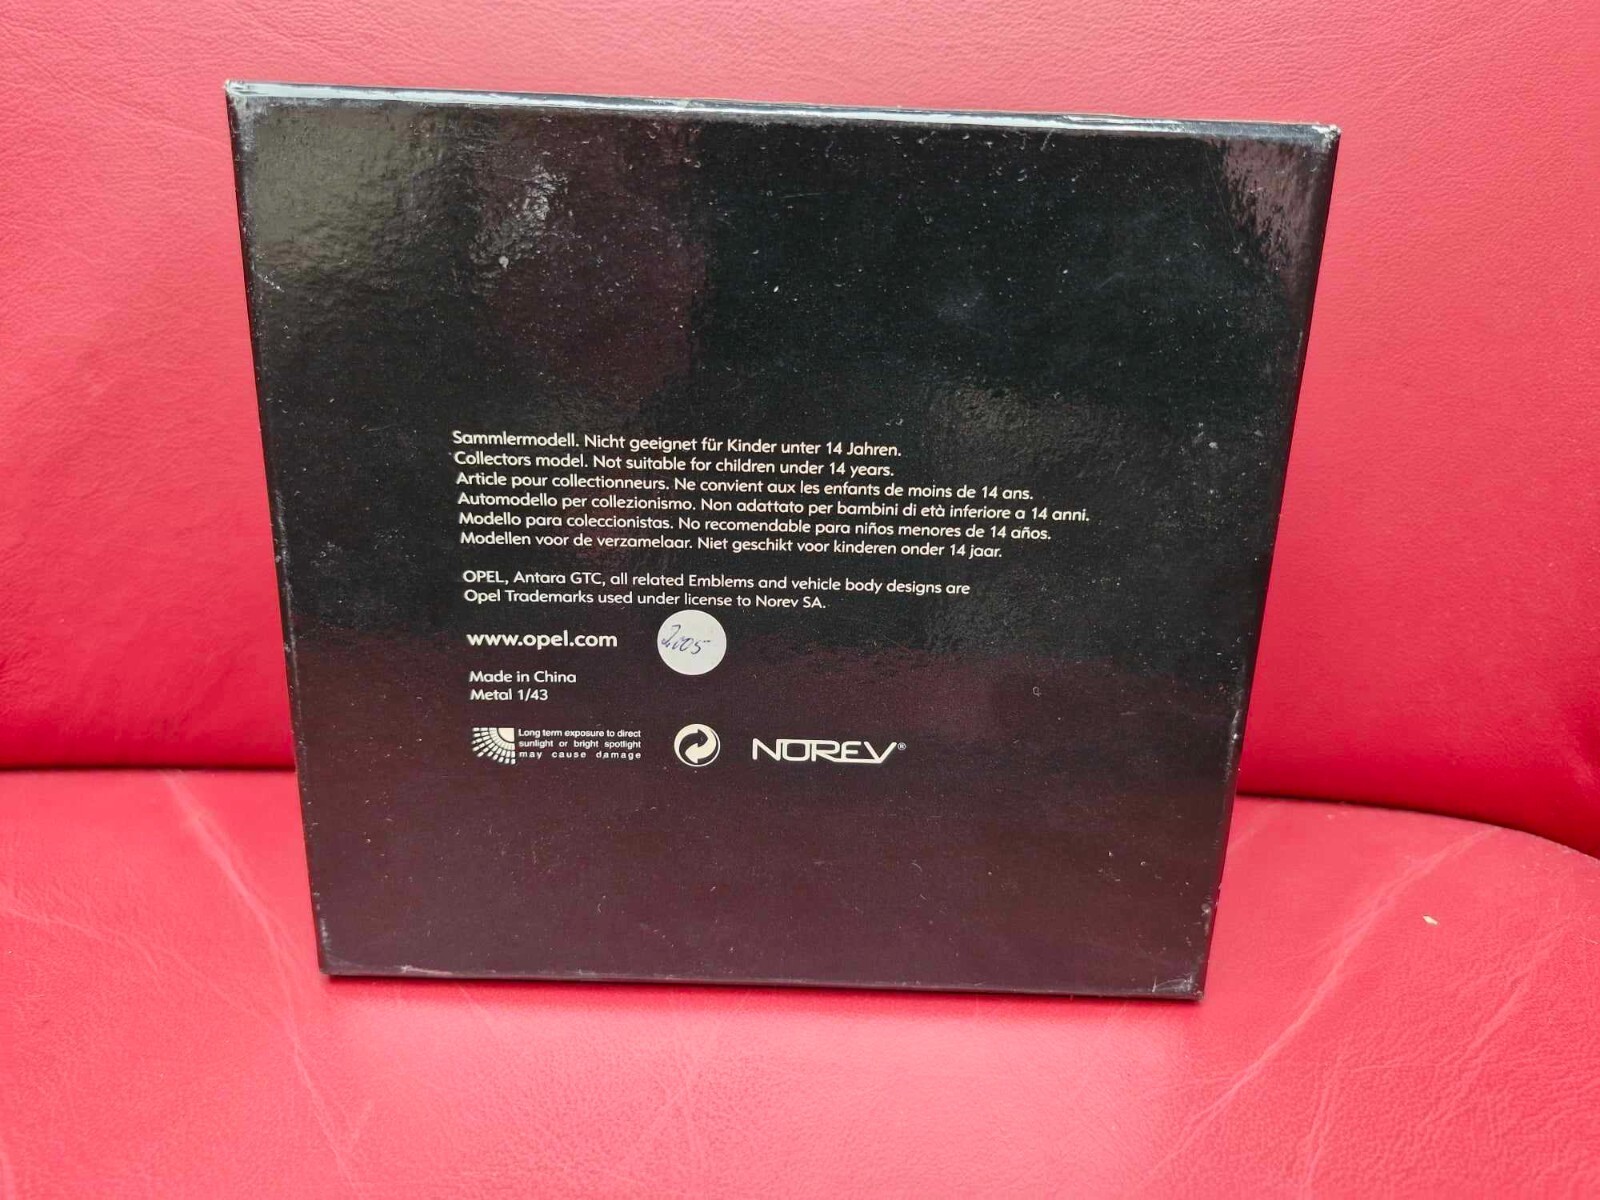 Sammlermodell. Nicht geeignet für Kinder unter 14 Jahren.
Collectors model. Not suitable for children under 14 years.
Article pour collectionneurs. Ne convient aux les enfants de moins de 14 ans.
Automodello per collezionismo. Non adattato per bambini di età inferiore a 14 anni.
Modello para coleccionistas. No recomendable para niños menores de 14 años.
Modellen voor de verzamelaar. Niet geschikt voor kinderen onder 14 jaar.
OPEL, Antara GTC, all related Emblems and vehicle body designs are
Opel Trademarks used under license to Norev SA.
www.opel.com
2005
Made in China
Metal 1/43
Long term exposure to direct
sunlight or bright spotlight
may cause damage
NOREV®